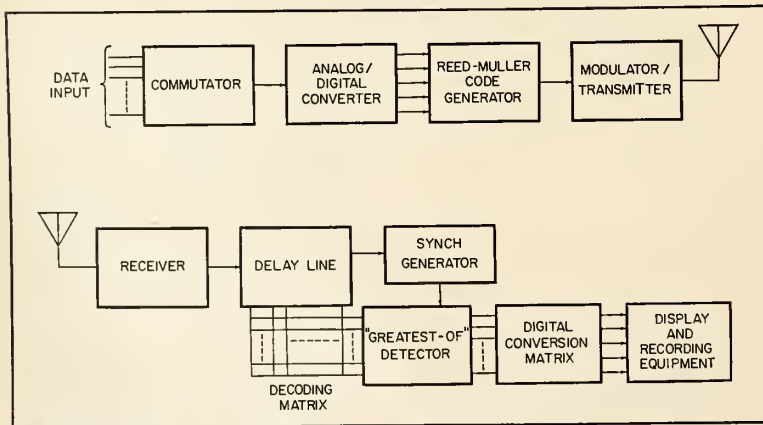 DATA
INPUT
COMMUTATOR
ANALOG/
DIGITAL
CONVERTER
REED-MULLER
CODE
GENERATOR
MODULATOR/
TRANSMITTER
RECEIVER
DELAY LINE
SYNCH
GENERATOR
DECODING
MATRIX
"GREATEST-OF"
DETECTOR
DIGITAL
CONVERSION
MATRIX
DISPLAY
AND
RECORDING
EQUIPMENT